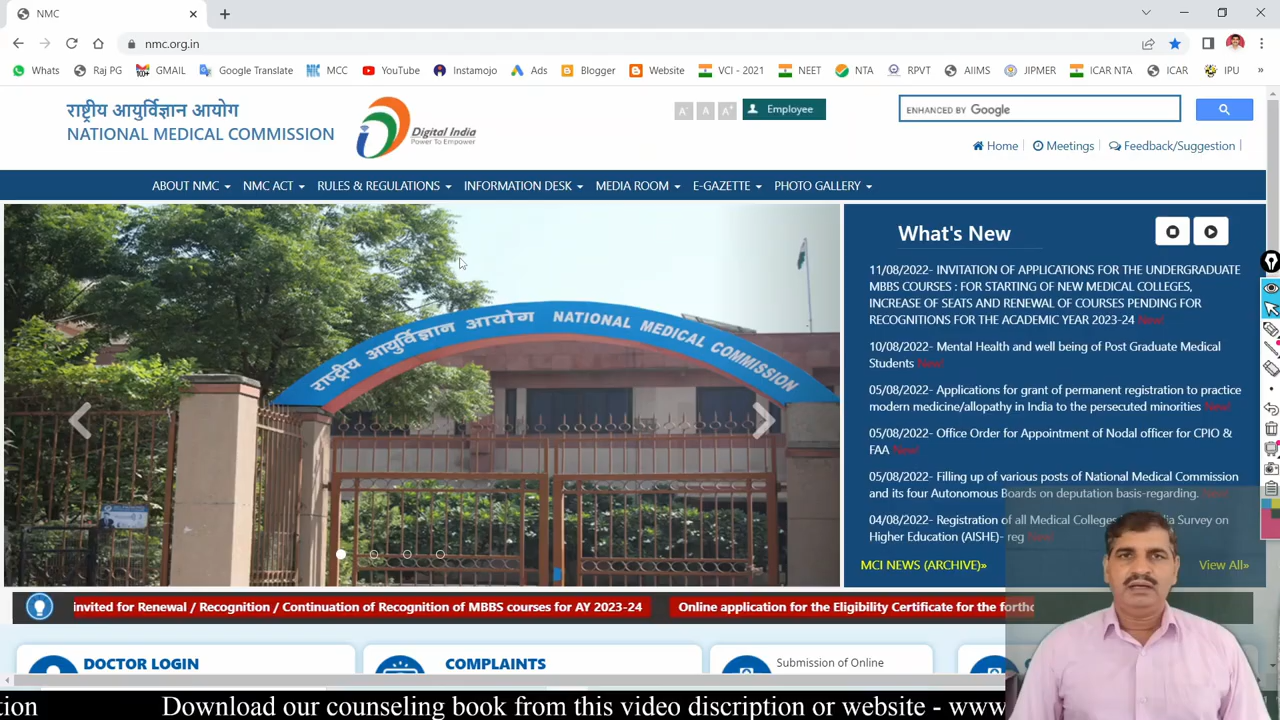 NMC
nmc.org.in
Whats
Raj PG
GMAIL
Google Translate
MCC
YouTube
Instamojo
Ads
Blogger
Website
VCI - 2021
NEET
NTA
RPVT
AIIMS
JIPMER
ICAR NTA
ICAR
IPU
»
राष्ट्रीय आयुर्विज्ञान आयोग
NATIONAL MEDICAL COMMISSION
Digital India
Power To Empower
A-
A
A+
Employee
ENHANCED BY Google
Home
Meetings
Feedback/Suggestion
ABOUT NMC
NMC ACT
RULES & REGULATIONS
INFORMATION DESK
MEDIA ROOM
E-GAZETTE
PHOTO GALLERY
राष्ट्रीय आयुर्विज्ञान आयोग NATIONAL MEDICAL COMMISSION
What's New
11/08/2022- INVITATION OF APPLICATIONS FOR THE UNDERGRADUATE
MBBS COURSES : FOR STARTING OF NEW MEDICAL COLLEGES,
INCREASE OF SEATS AND RENEWAL OF COURSES PENDING FOR
RECOGNITIONS FOR THE ACADEMIC YEAR 2023-24 New!
10/08/2022- Mental Health and well being of Post Graduate Medical
Students New!
05/08/2022- Applications for grant of permanent registration to practice
modern medicine/allopathy in India to the persecuted minorities New!
05/08/2022- Office Order for Appointment of Nodal officer for CPIO &
FAA New!
05/08/2022- Filling up of various posts of National Medical Commission
and its four Autonomous Boards on deputation basis-regarding. New!
04/08/2022- Registration of all Medical Colleges Survey on
Higher Education (AISHE)- reg New!
MCI NEWS (ARCHIVE)»
View All»
invited for Renewal / Recognition / Continuation of Recognition of MBBS courses for AY 2023-24
Online application for the Eligibility Certificate for the
DOCTOR LOGIN
COMPLAINTS
Submission of Online
tion Download our counseling book from this video discription or website - www